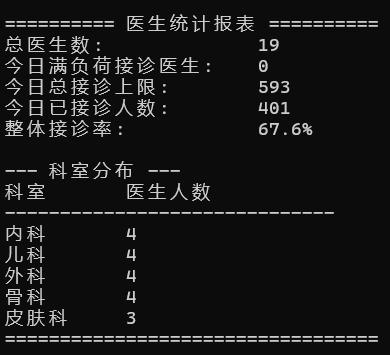 ========== 医生统计报表 ==========
总医生数: 19
今日满负荷接诊医生: 0
今日总接诊上限: 593
今日已接诊人数: 401
整体接诊率: 67.6%
--- 科室分布 ---
科室 医生人数
------------------------------
内科 4
儿科 4
外科 4
骨科 4
皮肤科 3
==================================